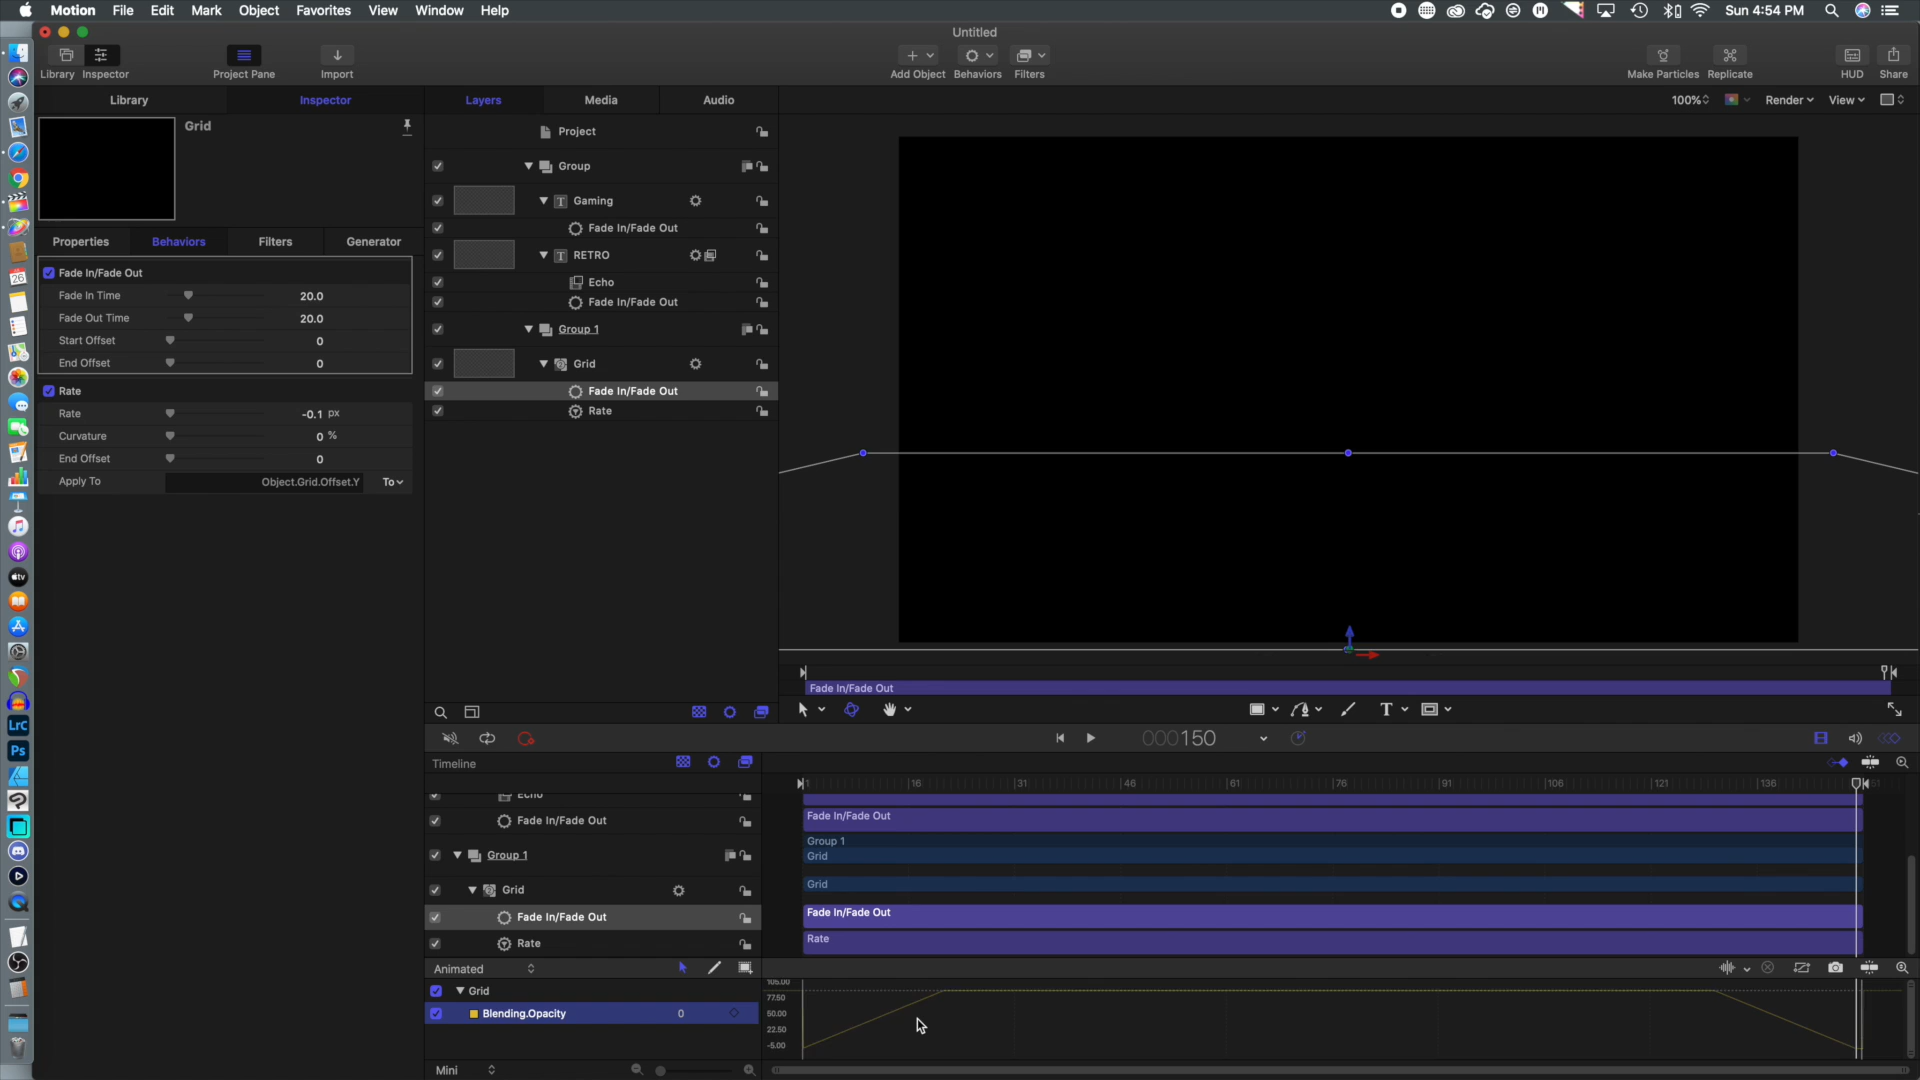 Motion File Edit Mark Object Favorites View Window Help
Sun 4:54 PM
Untitled
Library Inspector Project Pane Import Add Object Behaviors Filters Make Particles Replicate HUD Share
Library Inspector Layers Media Audio 100% Render View
Grid
Properties Behaviors Filters Generator
Fade In/Fade Out
Fade In Time 20.0
Fade Out Time 20.0
Start Offset 0
End Offset 0
Rate
Rate -0.1 px
Curvature 0 %
End Offset 0
Apply To Object.Grid.Offset.Y To
Project
Group
T Gaming
Fade In/Fade Out
T RETRO
Echo
Fade In/Fade Out
Group 1
Grid
Fade In/Fade Out
Rate
Fade In/Fade Out
T
000150
Timeline
1 16 31 46 61 76 91 106 121 136
Echo
Fade In/Fade Out
Group 1
Grid
Fade In/Fade Out
Rate
Fade In/Fade Out
Group 1
Grid
Grid
Fade In/Fade Out
Rate
Animated
Grid
Blending.Opacity 0
105.00
77.50
50.00
22.50
-5.00
Mini
26
tv
LrC
Ps